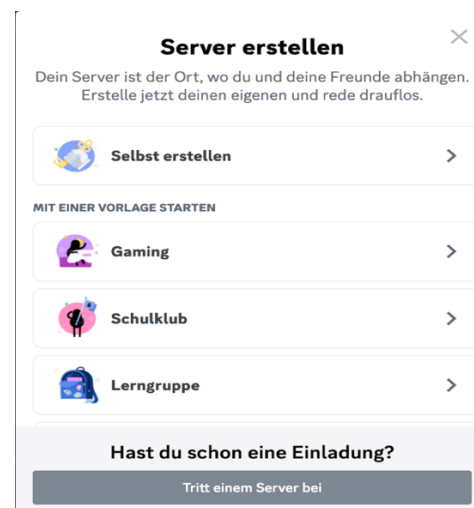 Server erstellen
Dein Server ist der Ort, wo du und deine Freunde abhängen.
Erstelle jetzt deinen eigenen und rede drauflos.
Selbst erstellen
MIT EINER VORLAGE STARTEN
Gaming
Schulklub
Lerngruppe
Hast du schon eine Einladung?
Tritt einem Server bei